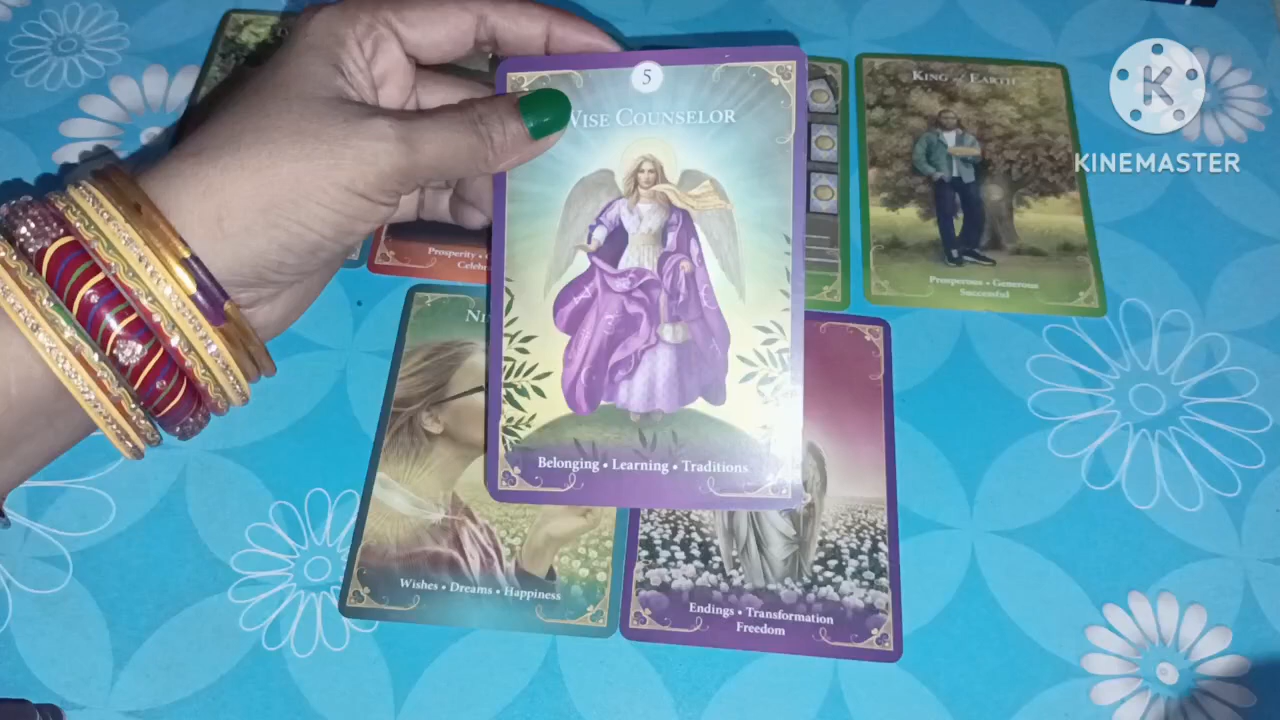 5
WISE COUNSELOR
Belonging • Learning • Traditions
KING of EARTH
Prosperous • Generous
Successful
K
KINEMASTER
Prosperity •
Wishes • Dreams • Happiness
Endings • Transformation
Freedom